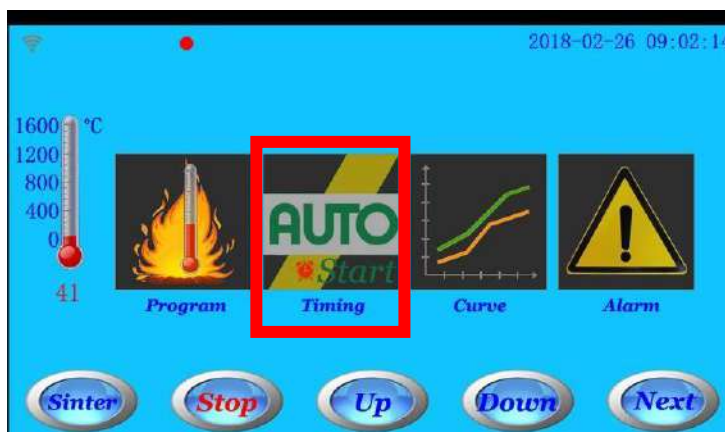 2018-02-26 09:02:14
1600 °C
1200
800
400
0
41
AUTO
Start
Program Timing Curve Alarm
Sinter Stop Up Down Next